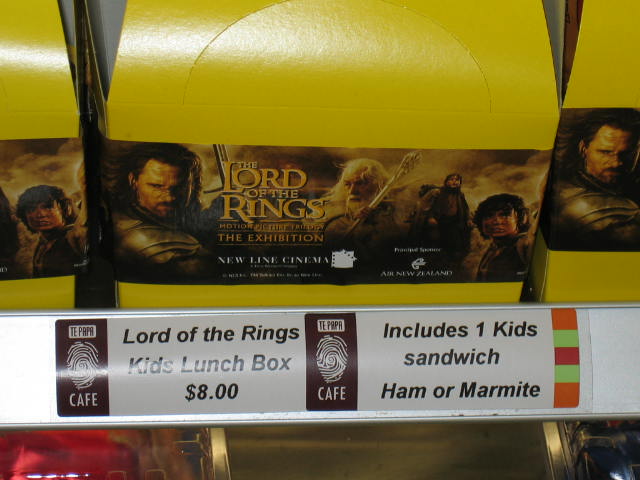 THE
LORD
OF THE
RINGS
MOTION PICTURE TRILOGY
THE EXHIBITION
NEW LINE CINEMA
Principal Sponsor
AIR NEW ZEALAND
TE PAPA
CAFE
Lord of the Rings
Kids Lunch Box
$8.00
TE PAPA
CAFE
Includes 1 Kids
sandwich
Ham or Marmite